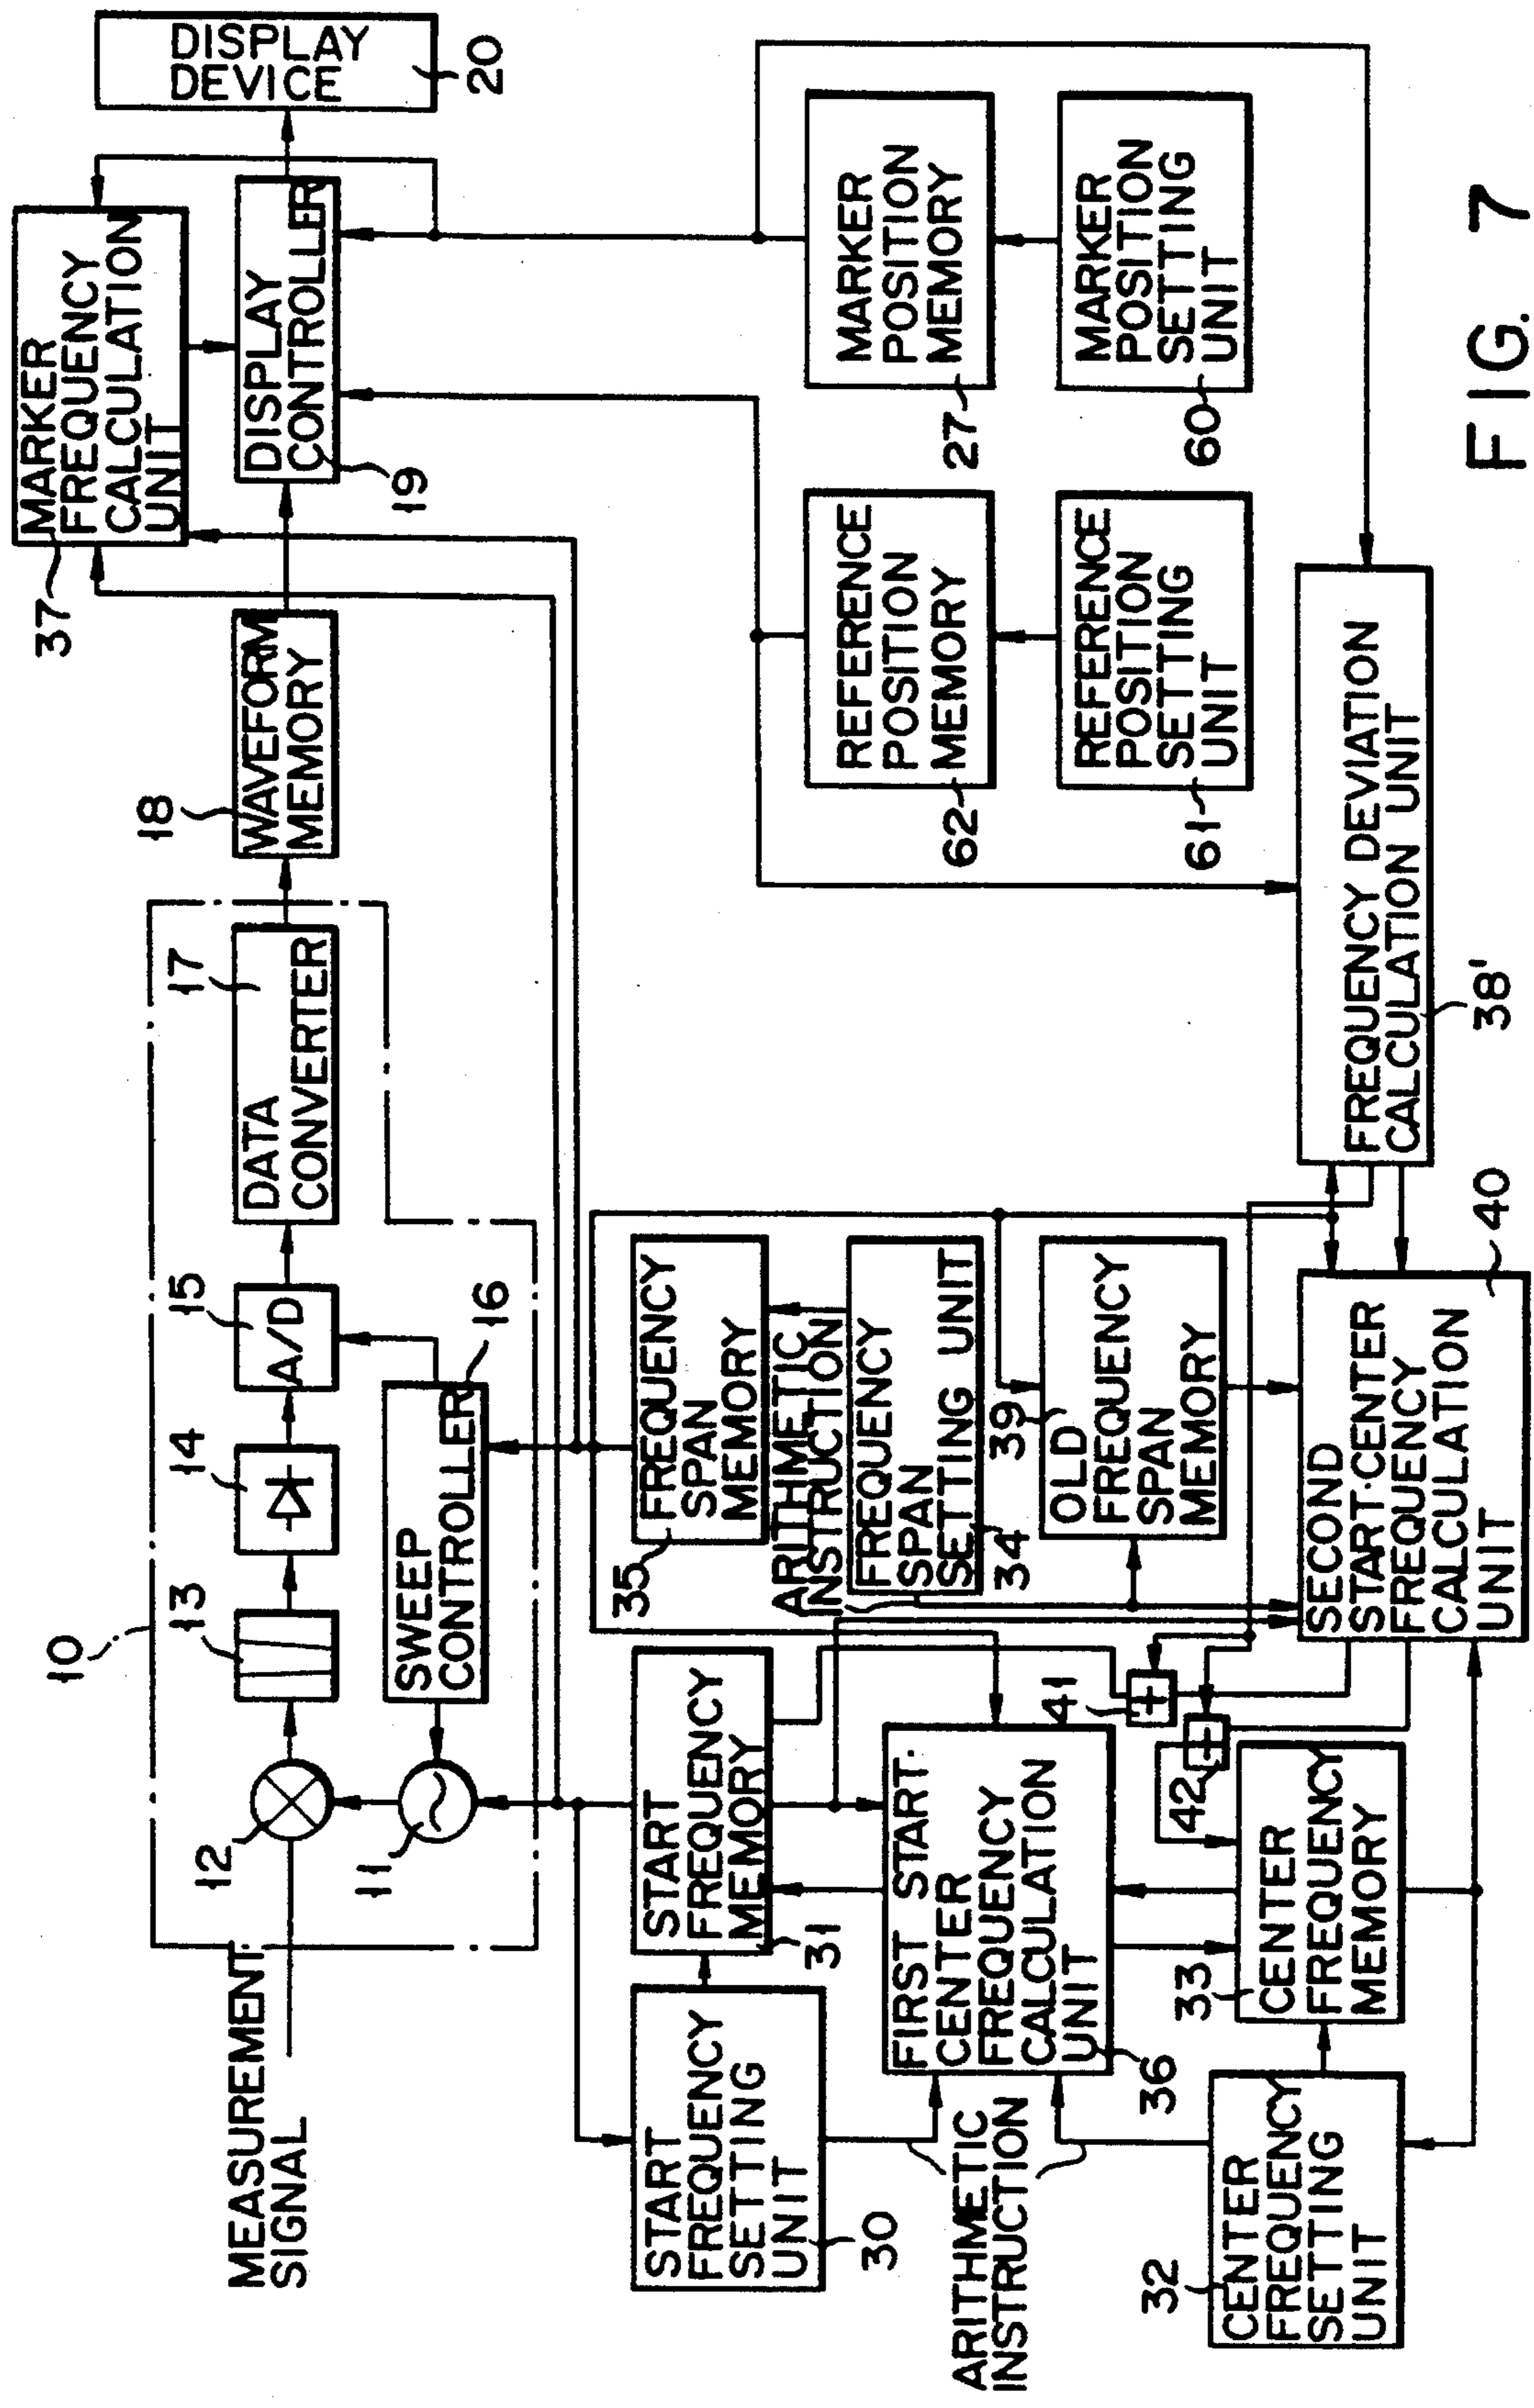 10
MEASUREMENT
SIGNAL
12
13
14
15
A/D
17
DATA
CONVERTER
18
WAVEFORM
MEMORY
37
MARKER
FREQUENCY
CALCULATION
UNIT
DISPLAY
CONTROLLER
19
DISPLAY
DEVICE
20
11
SWEEP
CONTROLLER
16
START
FREQUENCY
SETTING
UNIT
30
START
FREQUENCY
MEMORY
31
35
FREQUENCY
SPAN
MEMORY
ARITHMETIC
INSTRUCTION
FREQUENCY
SPAN
SETTING UNIT
34
39
OLD
FREQUENCY
SPAN
MEMORY
ARITHMETIC
INSTRUCTION
FIRST START·
CENTER
FREQUENCY
CALCULATION
UNIT
36
41
42
32
CENTER
FREQUENCY
SETTING
UNIT
33
CENTER
FREQUENCY
MEMORY
SECOND
START·CENTER
FREQUENCY
CALCULATION
UNIT
40
REFERENCE
POSITION
MEMORY
62
REFERENCE
POSITION
SETTING
UNIT
61
MARKER
POSITION
MEMORY
27
MARKER
POSITION
SETTING
UNIT
60
FREQUENCY DEVIATION
CALCULATION UNIT
38'
FIG. 7